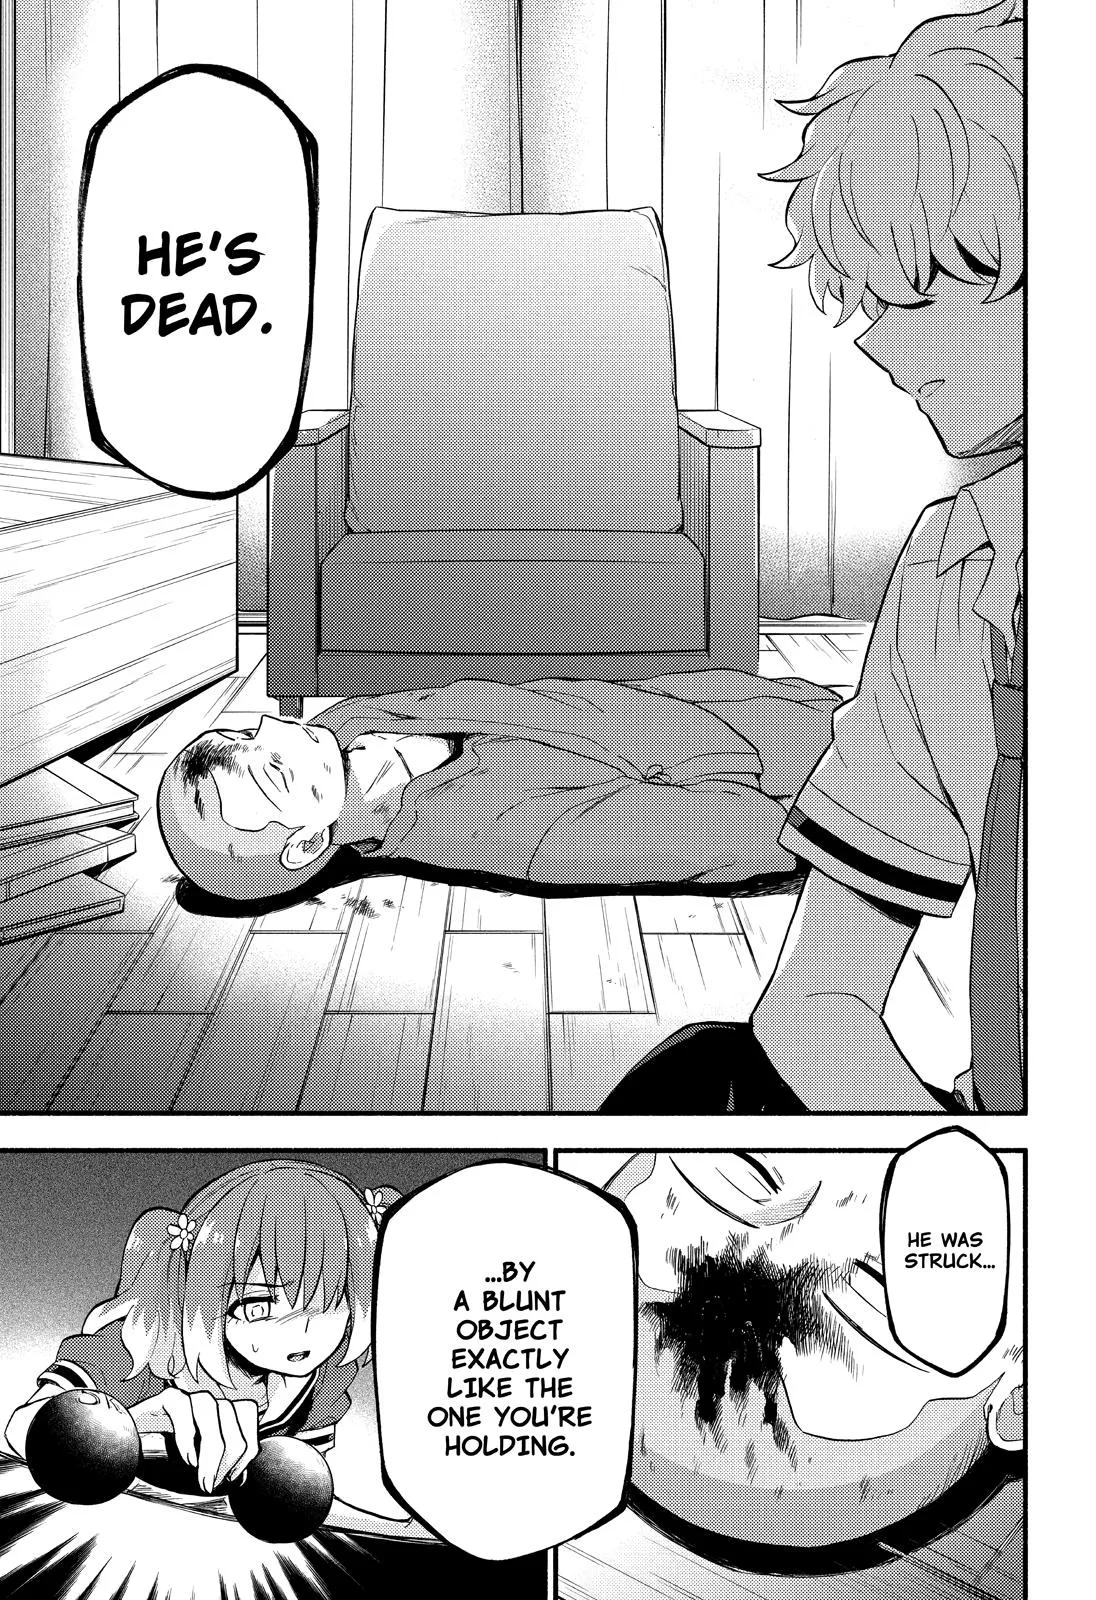 HE'S
DEAD.
HE WAS
STRUCK...
...BY
A BLUNT
OBJECT
EXACTLY
LIKE THE
ONE YOU'RE
HOLDING.